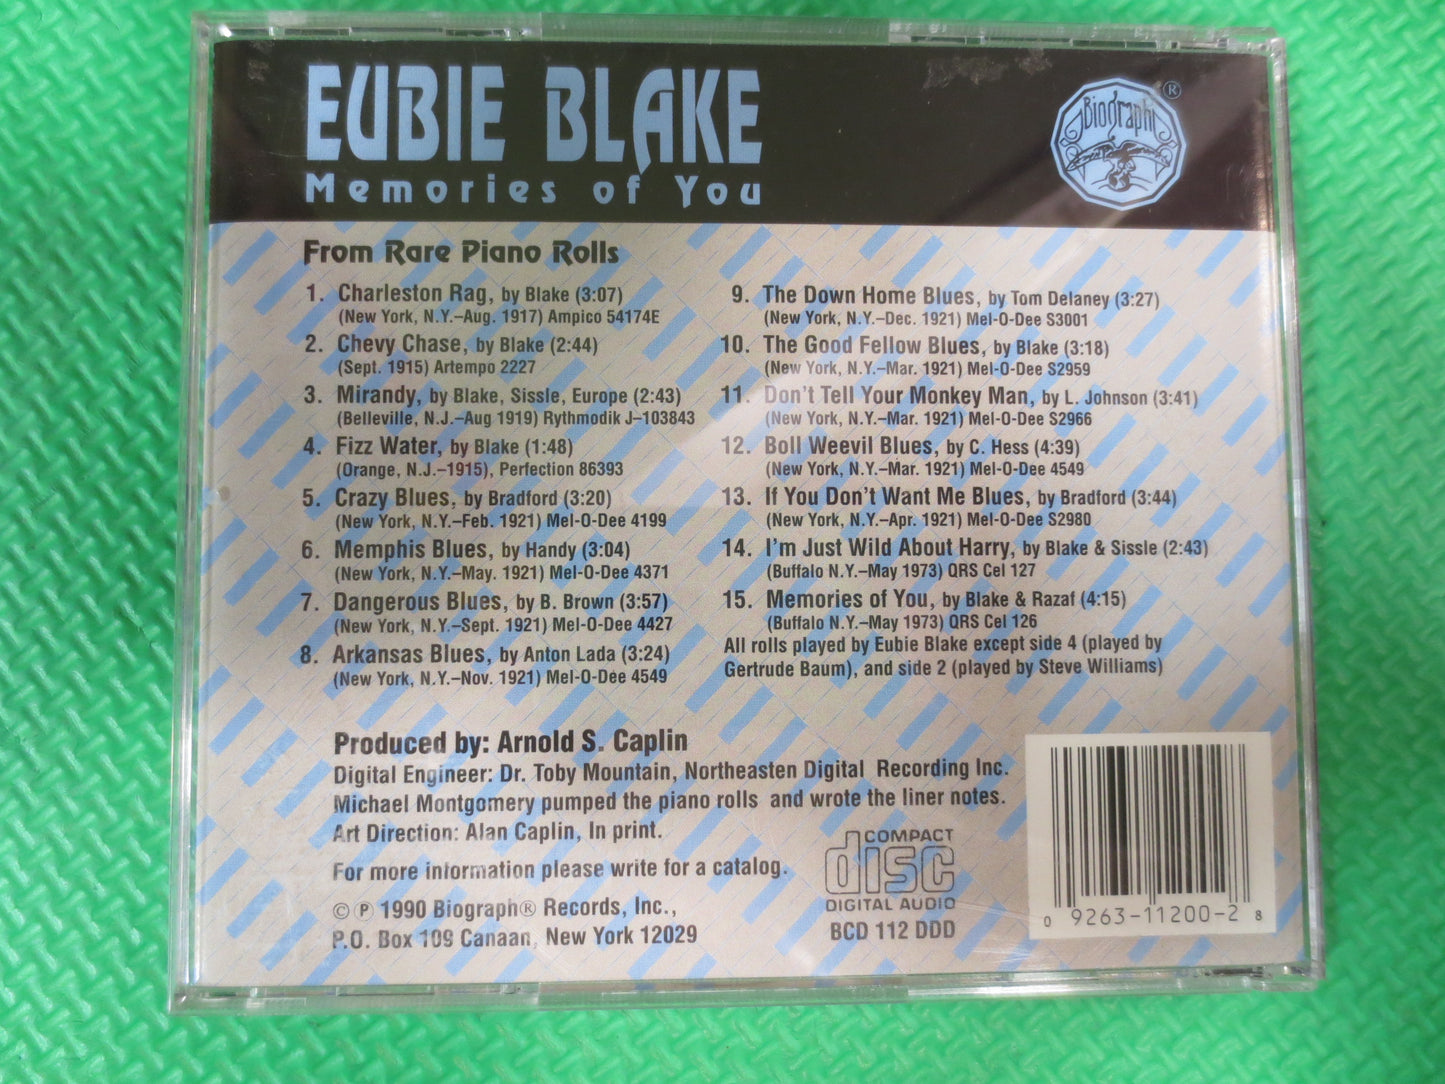 EUBIE BLAKE
Memories of You
Biograph ®
From Rare Piano Rolls
1. Charleston Rag, by Blake (3:07)
(New York, N.Y.–Aug. 1917) Ampico 54174E
2. Chevy Chase, by Blake (2:44)
(Sept. 1915) Artempo 2227
3. Mirandy, by Blake, Sissle, Europe (2:43)
(Belleville, N.J.–Aug 1919) Rythmodik J–103843
4. Fizz Water, by Blake (1:48)
(Orange, N.J.–1915), Perfection 86393
5. Crazy Blues, by Bradford (3:20)
(New York, N.Y.–Feb. 1921) Mel-O-Dee 4199
6. Memphis Blues, by Handy (3:04)
(New York, N.Y.–May. 1921) Mel-O-Dee 4371
7. Dangerous Blues, by B. Brown (3:57)
(New York, N.Y.–Sept. 1921) Mel-O-Dee 4427
8. Arkansas Blues, by Anton Lada (3:24)
(New York, N.Y.–Nov. 1921) Mel-O-Dee 4549
9. The Down Home Blues, by Tom Delaney (3:27)
(New York, N.Y.–Dec. 1921) Mel-O-Dee S3001
10. The Good Fellow Blues, by Blake (3:18)
(New York, N.Y.–Mar. 1921) Mel-O-Dee S2959
11. Don't Tell Your Monkey Man, by L. Johnson (3:41)
(New York, N.Y.–Mar. 1921) Mel-O-Dee S2966
12. Boll Weevil Blues, by C. Hess (4:39)
(New York, N.Y.–Mar. 1921) Mel-O-Dee 4549
13. If You Don't Want Me Blues, by Bradford (3:44)
(New York, N.Y.–Apr. 1921) Mel-O-Dee S2980
14. I'm Just Wild About Harry, by Blake & Sissle (2:43)
(Buffalo N.Y.–May 1973) QRS Cel 127
15. Memories of You, by Blake & Razaf (4:15)
(Buffalo N.Y.–May 1973) QRS Cel 126
All rolls played by Eubie Blake except side 4 (played by
Gertrude Baum), and side 2 (played by Steve Williams)
Produced by: Arnold S. Caplin
Digital Engineer: Dr. Toby Mountain, Northeasten Digital Recording Inc.
Michael Montgomery pumped the piano rolls and wrote the liner notes.
Art Direction: Alan Caplin, In print.
For more information please write for a catalog.
© ℗ 1990 Biograph® Records, Inc.,
P.O. Box 109 Canaan, New York 12029
COMPACT
disc
DIGITAL AUDIO
BCD 112 DDD
0 9263-11200-2 8